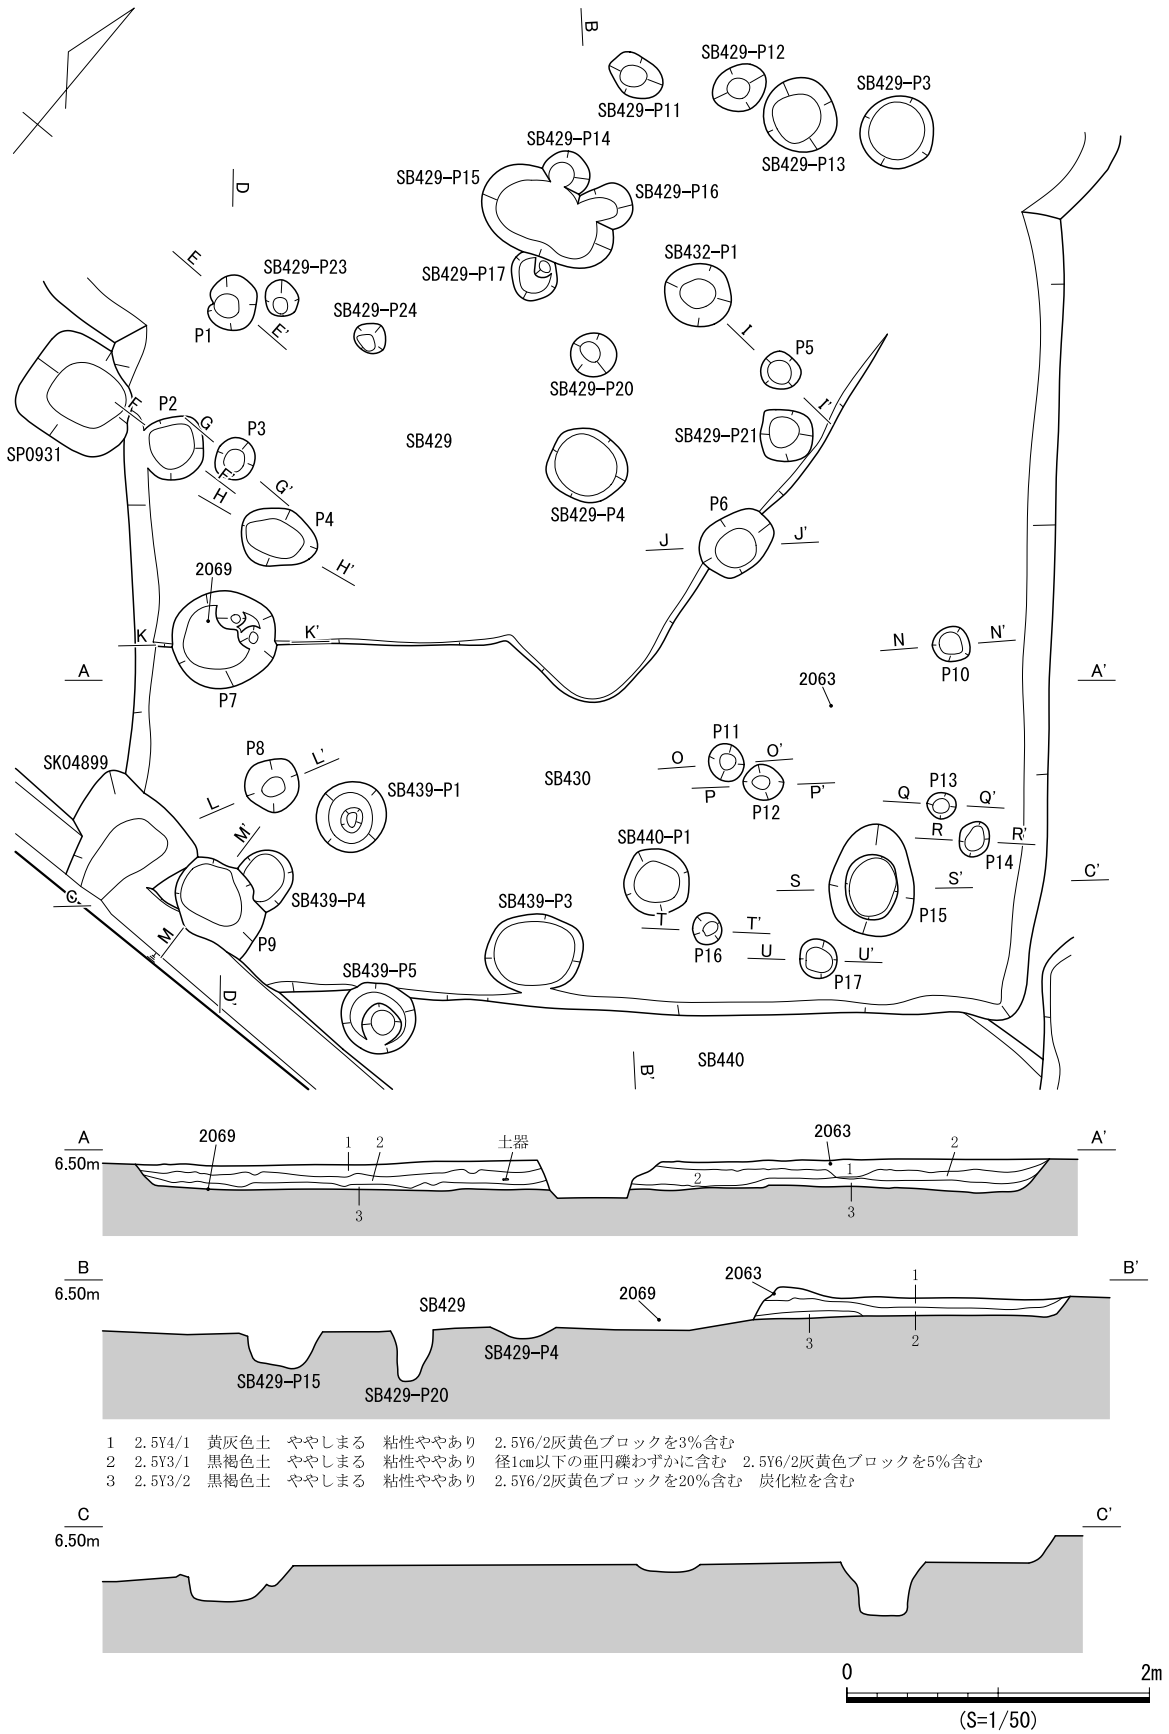 B
SB429-P12
SB429-P3
SB429-P11
SB429-P14
SB429-P13
D
SB429-P15
SB429-P16
E
SB429-P23
SB429-P17
SB432-P1
SB429-P24
P1
E'
I
P5
SB429-P20
I'
F
P2
G
P3
SB429
SB429-P21
SP0931
F'
G'
H
P4
SB429-P4
P6
J
J'
H'
2069
K
K'
N
N'
A
P10
A'
P7
2063
SK04899
P8
L'
P11
O
O'
SB430
SB439-P1
P
P12
P'
P13
L
Q
Q'
M'
SB440-P1
R
R'
P14
C'
S
S'
C
SB439-P4
SB439-P3
P15
T
T'
M
P9
P16
U
U'
SB439-P5
P17
D'
B'
SB440
A
2069
1
2
土器
2063
2
A'
6.50m
1
2
3
3
B
B'
6.50m
SB429
2069
2063
1
SB429-P4
3
2
SB429-P15
SB429-P20
1 2.5Y4/1 黄灰色土 ややしまる 粘性ややあり 2.5Y6/2灰黄色ブロックを3%含む
2 2.5Y3/1 黒褐色土 ややしまる 粘性ややあり 径1cm以下の亜円礫わずかに含む 2.5Y6/2灰黄色ブロックを5%含む
3 2.5Y3/2 黒褐色土 ややしまる 粘性ややあり 2.5Y6/2灰黄色ブロックを20%含む 炭化粒を含む
C
C'
6.50m
0
2m
(S=1/50)